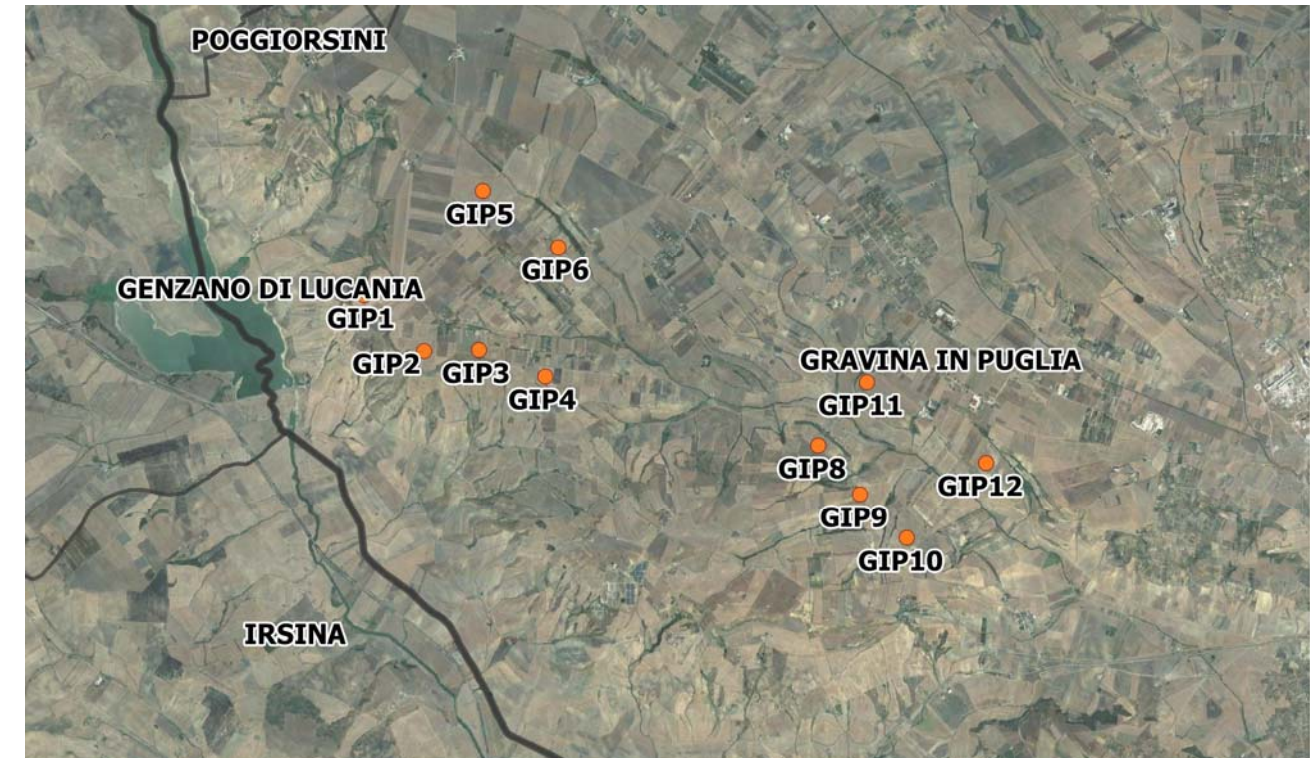 POGGIORSINI
GIP5
GIP6
GENZANO DI LUCANIA
GIP1
GIP2
GIP3
GIP4
GRAVINA IN PUGLIA
GIP11
GIP8
GIP12
GIP9
GIP10
IRSINA